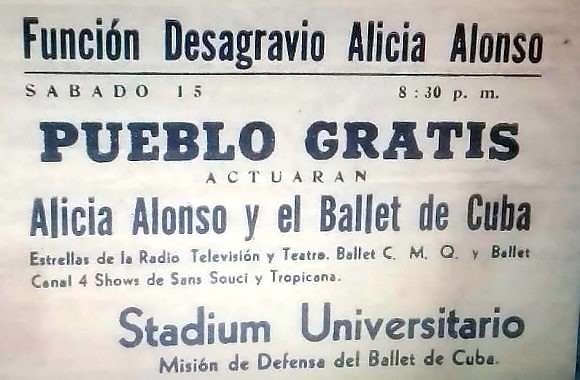 Función Desagravio Alicia Alonso
SABADO 15 8:30 p. m.
PUEBLO GRATIS
ACTUARAN
Alicia Alonso y el Ballet de Cuba
Estrellas de la Radio Televisión y Teatro. Ballet C. M. Q. y Ballet
Canal 4 Shows de Sans Souci y Tropicana.
Stadium Universitario
Misión de Defensa del Ballet de Cuba.